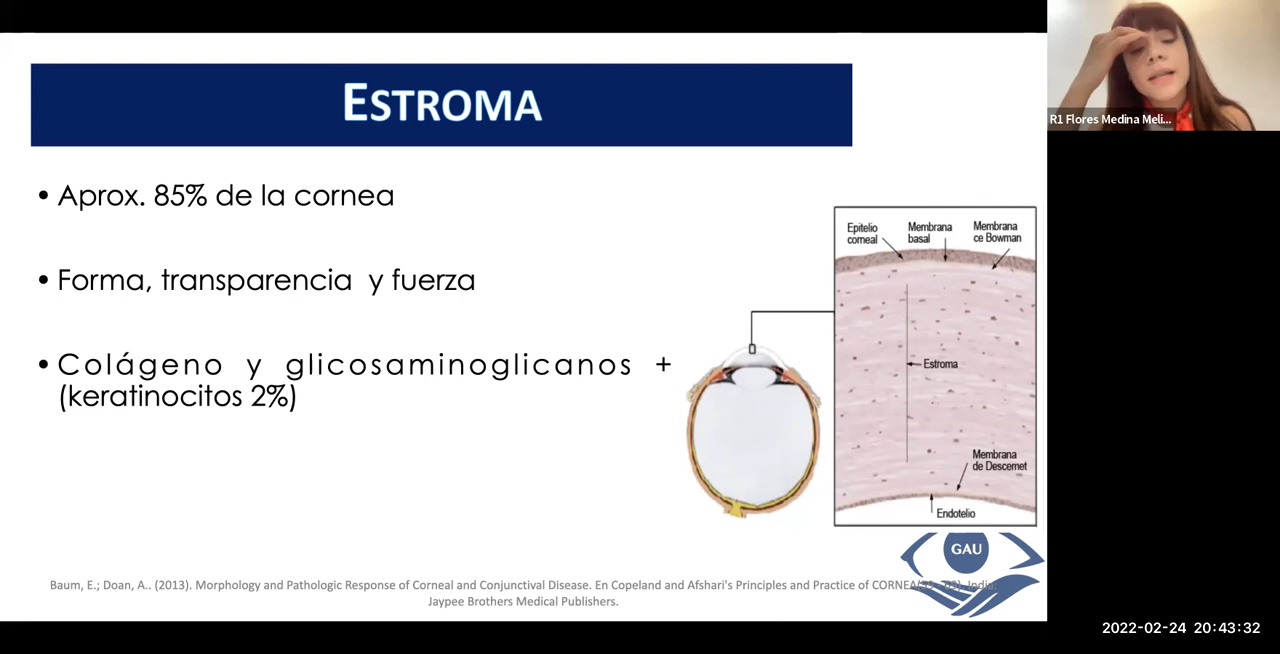 ESTROMA
• Aprox. 85% de la cornea
• Forma, transparencia y fuerza
• Colágeno y glicosaminoglicanos +
(keratinocitos 2%)
Epitelio
corneal
Membrana
basal
Membrana
ce Bowman
Estroma
Membrana
de Descemet
Endotelio
GAU
Baum, E.; Doan, A.. (2013). Morphology and Pathologic Response of Corneal and Conjunctival Disease. En Copeland and Afshari's Principles and Practice of CORNEA
Jaypee Brothers Medical Publishers.
R1 Flores Medina Meli...
2022-02-24 20:43:32